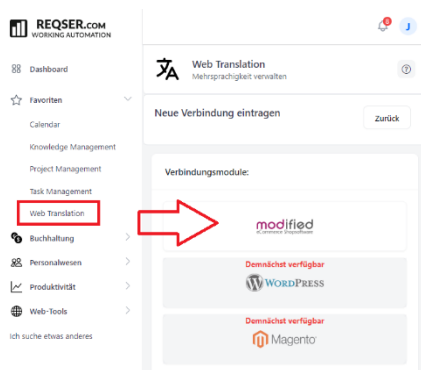 REQSER.COM
WORKING AUTOMATION
8
J
Dashboard
Favoriten
Calendar
Knowledge Management
Project Management
Task Management
Web Translation
Buchhaltung
Personalwesen
Produktivität
Web-Tools
Ich suche etwas anderes
Web Translation
Mehrsprachigkeit verwalten
Neue Verbindung eintragen
Zurück
Verbindungsmodule:
modified
eCommerce Shopsoftware
Demnächst verfügbar
WORDPRESS
Demnächst verfügbar
Magento